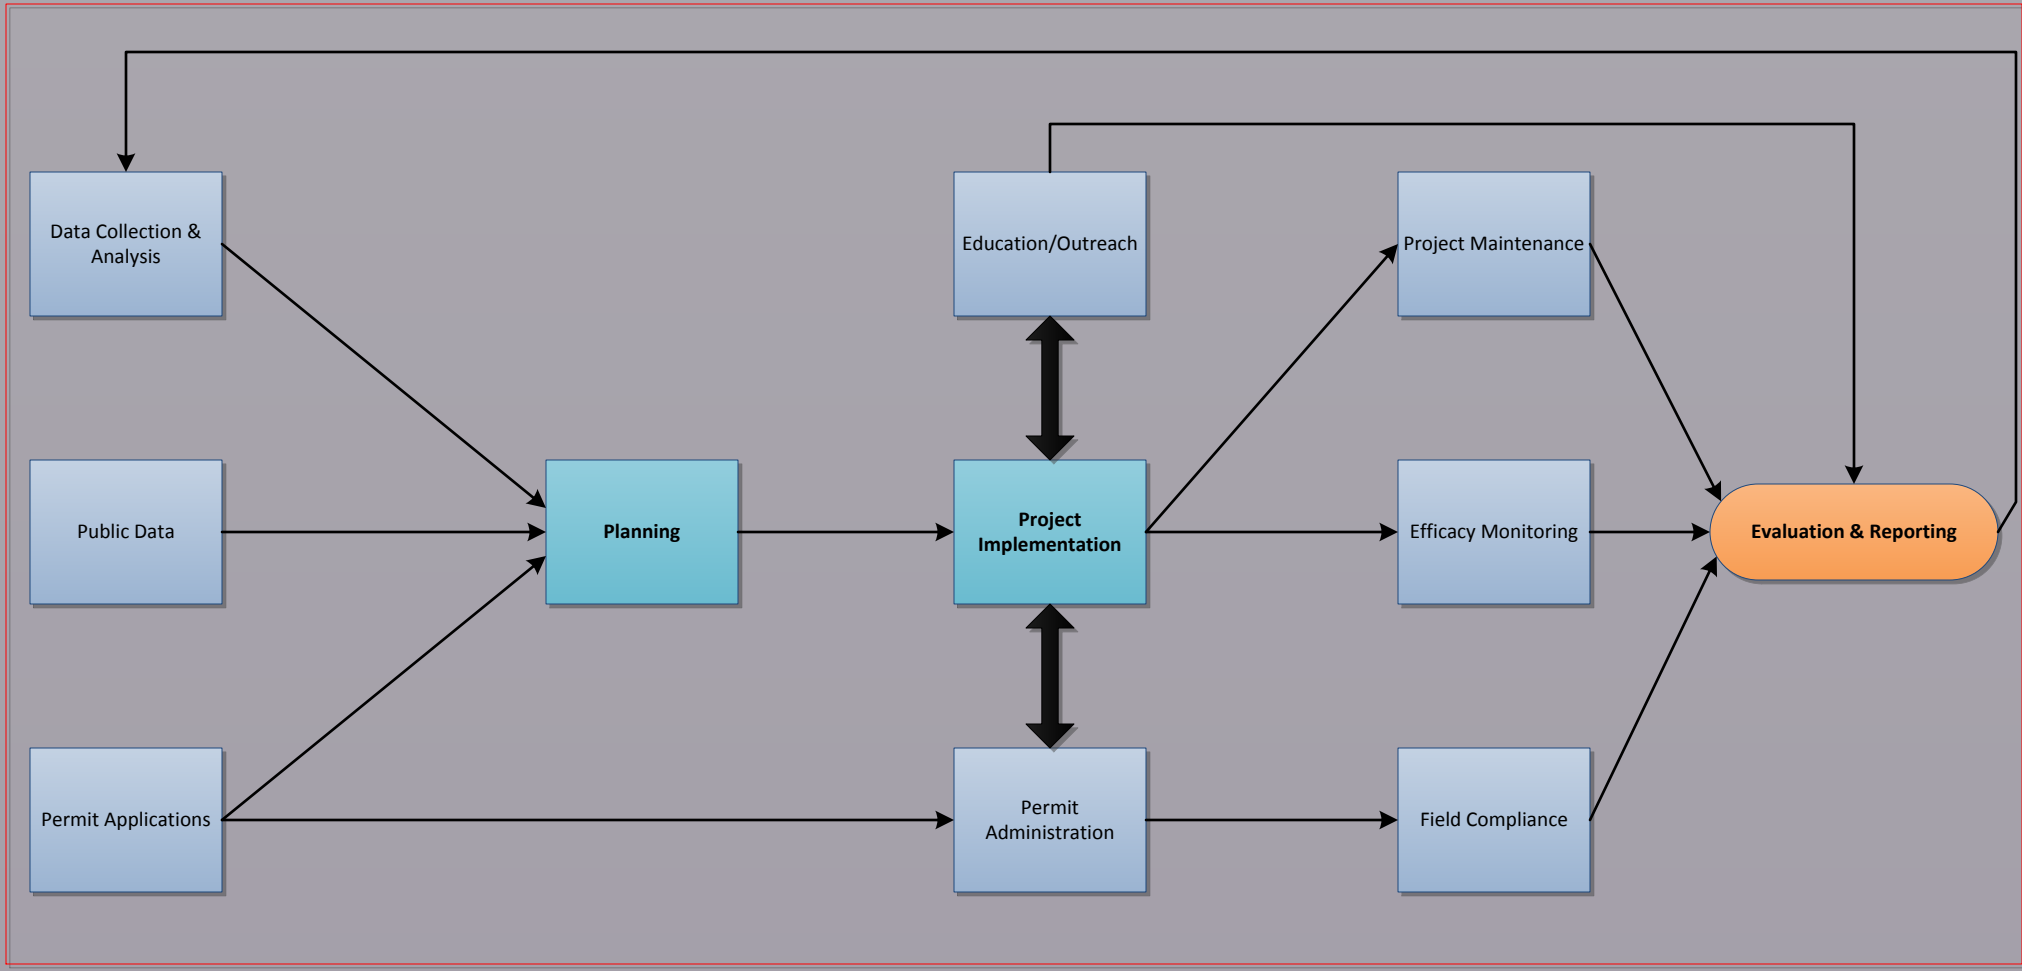 Data Collection &
Analysis
Education/Outreach
Project Maintenance
Public Data
Planning
Project
Implementation
Efficacy Monitoring
Evaluation & Reporting
Permit Applications
Permit
Administration
Field Compliance